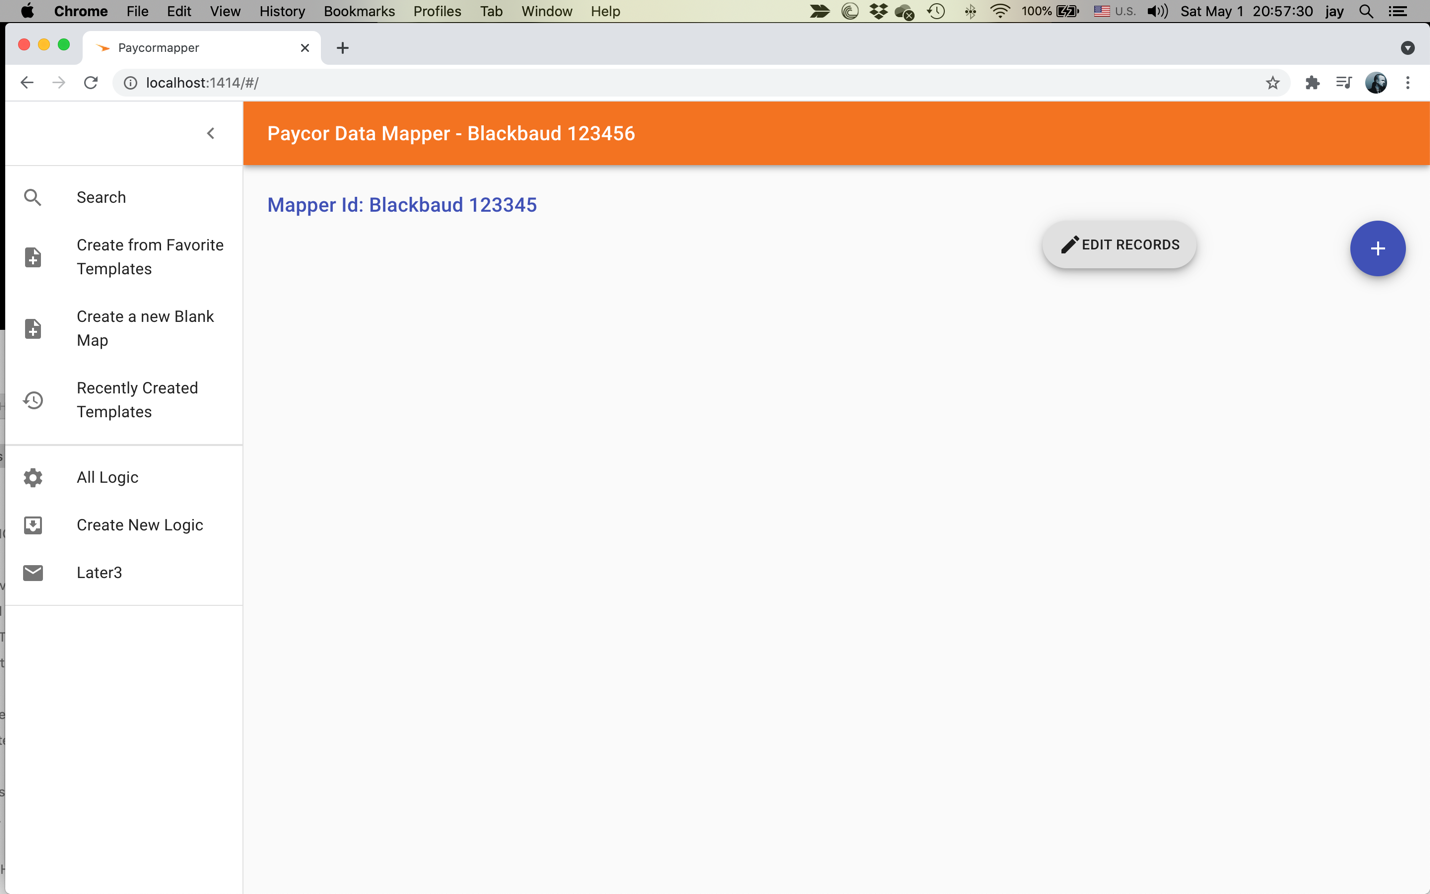 Chrome File Edit View History Bookmarks Profiles Tab Window Help 100% U.S. Sat May 1 20:57:30 jay
Paycormapper
localhost:1414/#/
Paycor Data Mapper - Blackbaud 123456
Mapper Id: Blackbaud 123345
EDIT RECORDS
Search
Create from Favorite
Templates
Create a new Blank
Map
Recently Created
Templates
All Logic
Create New Logic
Later3